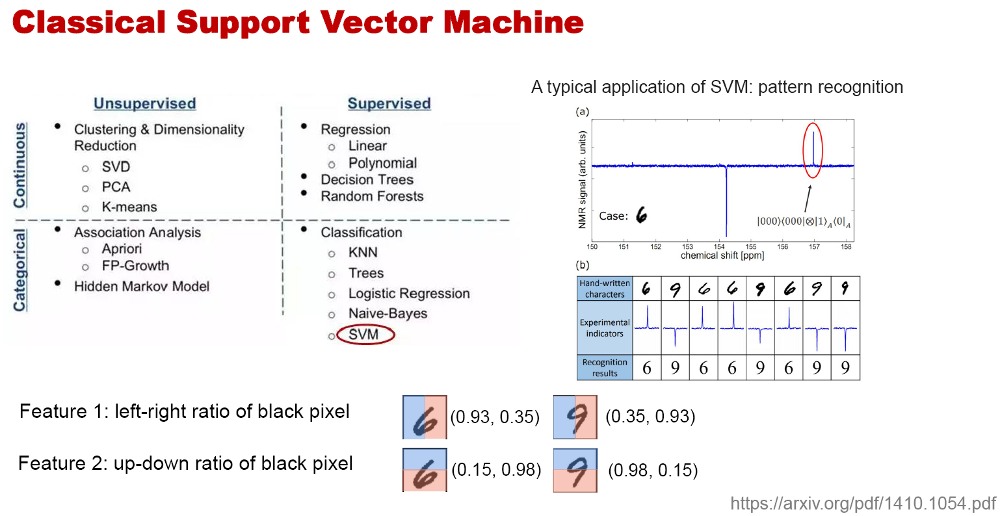 Classical Support Vector Machine
Unsupervised
Supervised
Continuous
Categorical
• Clustering & Dimensionality
Reduction
o SVD
o PCA
o K-means
• Regression
o Linear
o Polynomial
• Decision Trees
• Random Forests
• Association Analysis
o Apriori
o FP-Growth
• Hidden Markov Model
• Classification
o KNN
o Trees
o Logistic Regression
o Naive-Bayes
o SVM
A typical application of SVM: pattern recognition
(a)
NMR signal (arb. units)
Case: 6
|000⟩⟨000|⊗|1⟩A⟨0|A
150 151 152 153 154 155 156 157 158
chemical shift [ppm]
(b)
Hand-written
characters
6 9 6 6 9 6 9 9
Experimental
indicators
Recognition
results
6 9 6 6 9 6 9 9
Feature 1: left-right ratio of black pixel
6 (0.93, 0.35) 9 (0.35, 0.93)
Feature 2: up-down ratio of black pixel
6 (0.15, 0.98) 9 (0.98, 0.15)
https://arxiv.org/pdf/1410.1054.pdf